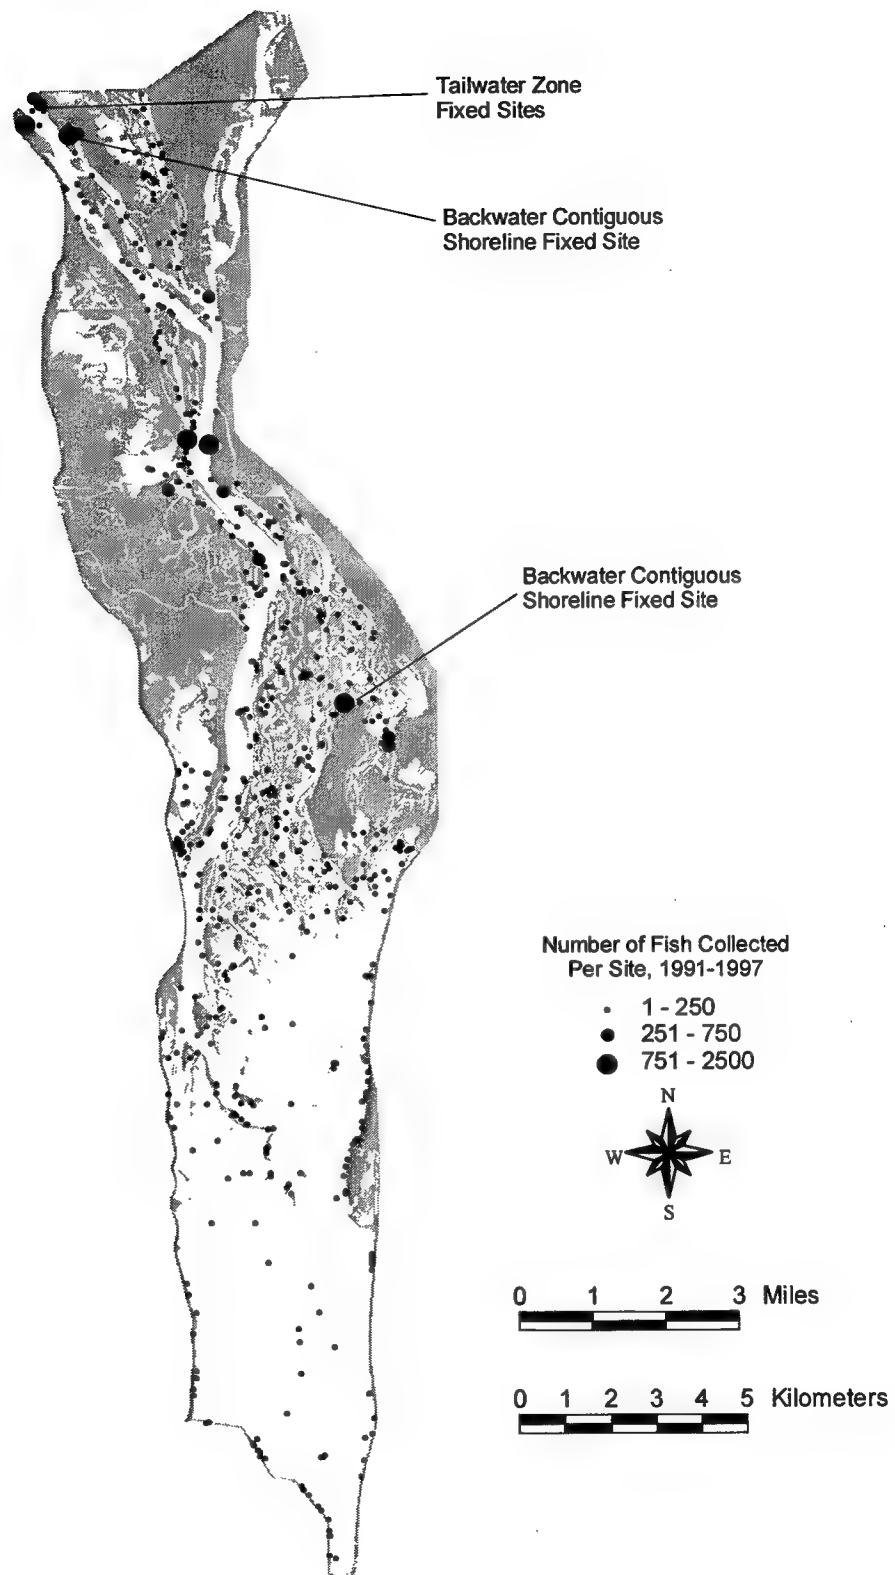 Tailwater Zone
Fixed Sites
Backwater Contiguous
Shoreline Fixed Site
Backwater Contiguous
Shoreline Fixed Site
Number of Fish Collected
Per Site, 1991-1997
1 - 250
251 - 750
751 - 2500
N
W E
S
0 1 2 3 Miles
0 1 2 3 4 5 Kilometers